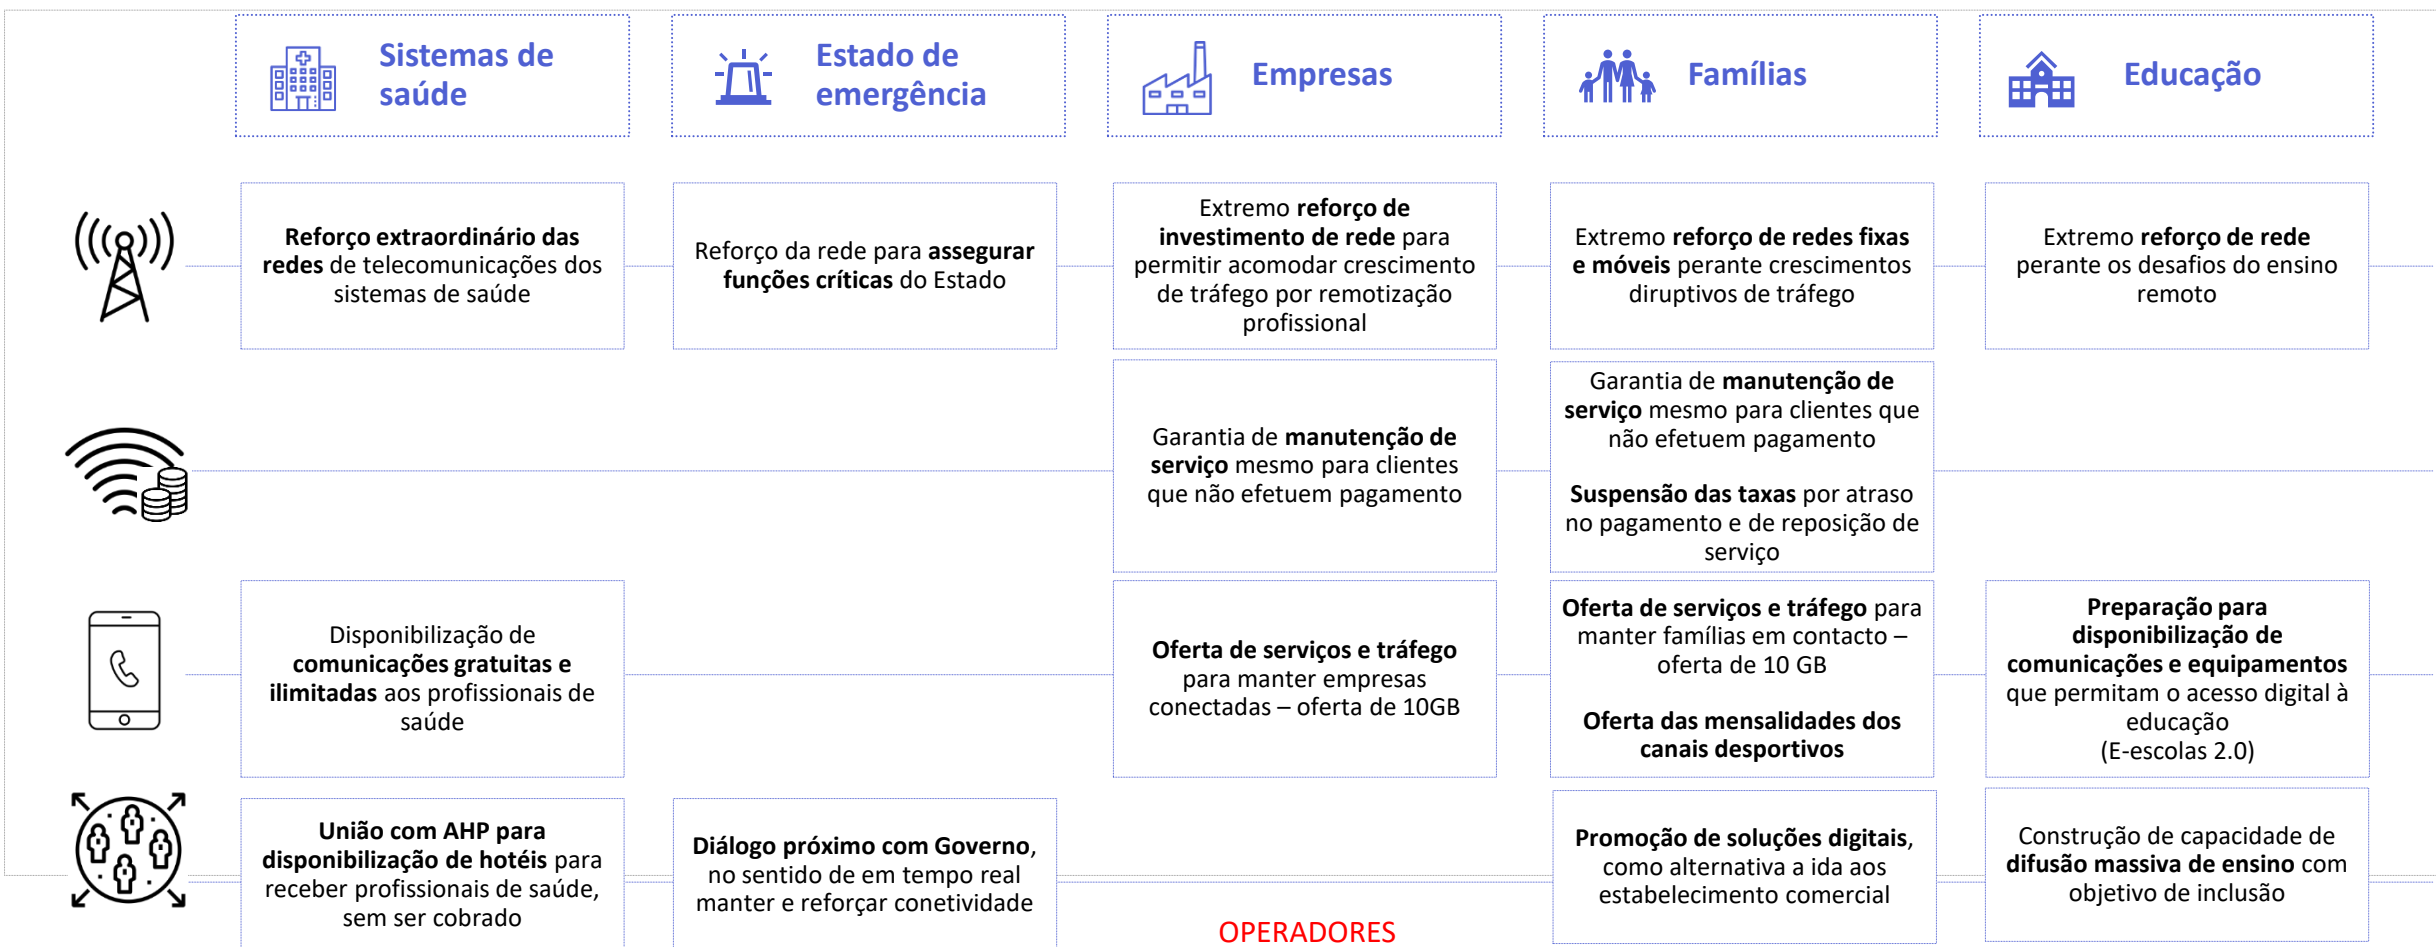 Sistemas de
saúde
Estado de
emergência
Empresas
Famílias
Educação
Reforço extraordinário das
redes de telecomunicações dos
sistemas de saúde
Reforço da rede para assegurar
funções críticas do Estado
Extremo reforço de
investimento de rede para
permitir acomodar crescimento
de tráfego por remotização
profissional
Extremo reforço de redes fixas
e móveis perante crescimentos
diruptivos de tráfego
Extremo reforço de rede
perante os desafios do ensino
remoto
Garantia de manutenção de
serviço mesmo para clientes
que não efetuem pagamento
Garantia de manutenção de
serviço mesmo para clientes que
não efetuem pagamento
Suspensão das taxas por atraso
no pagamento e de reposição de
serviço
Disponibilização de
comunicações gratuitas e
ilimitadas aos profissionais de
saúde
Oferta de serviços e tráfego
para manter empresas
conectadas – oferta de 10GB
Oferta de serviços e tráfego para
manter famílias em contacto –
oferta de 10 GB
Oferta das mensalidades dos
canais desportivos
Preparação para
disponibilização de
comunicações e equipamentos
que permitam o acesso digital à
educação
(E-escolas 2.0)
União com AHP para
disponibilização de hotéis para
receber profissionais de saúde,
sem ser cobrado
Diálogo próximo com Governo,
no sentido de em tempo real
manter e reforçar conetividade
Promoção de soluções digitais,
como alternativa a ida aos
estabelecimento comercial
Construção de capacidade de
difusão massiva de ensino com
objetivo de inclusão
OPERADORES